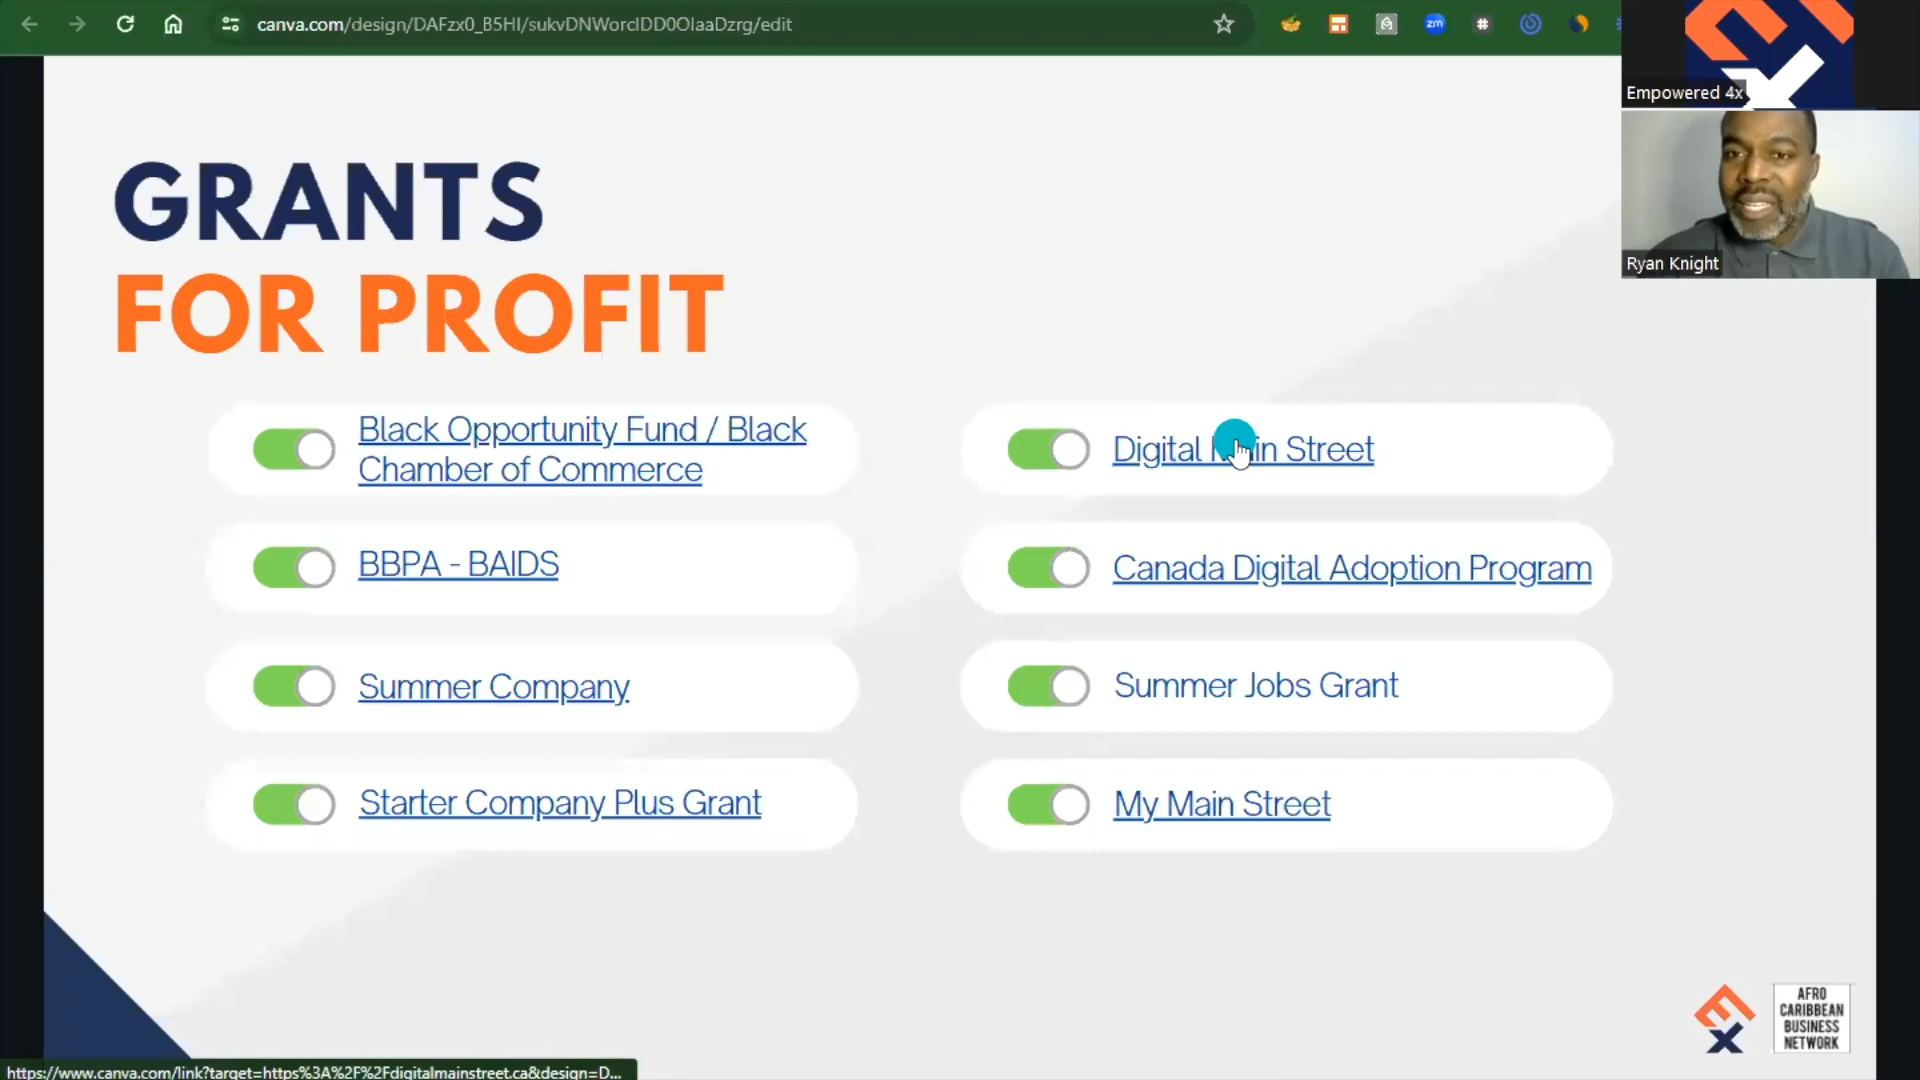 canva.com/design/DAFzx0_B5HI/sukvDNWorclDD0OlaaDzrg/edit
zm
Empowered 4x
Ryan Knight
GRANTS
FOR PROFIT
Black Opportunity Fund / Black
Chamber of Commerce
Digital Main Street
BBPA - BAIDS
Canada Digital Adoption Program
Summer Company
Summer Jobs Grant
Starter Company Plus Grant
My Main Street
AFRO
CARIBBEAN
BUSINESS
NETWORK
https://www.canva.com/link?target=https%3A%2F%2Fdigitalmainstreet.ca&design=D...